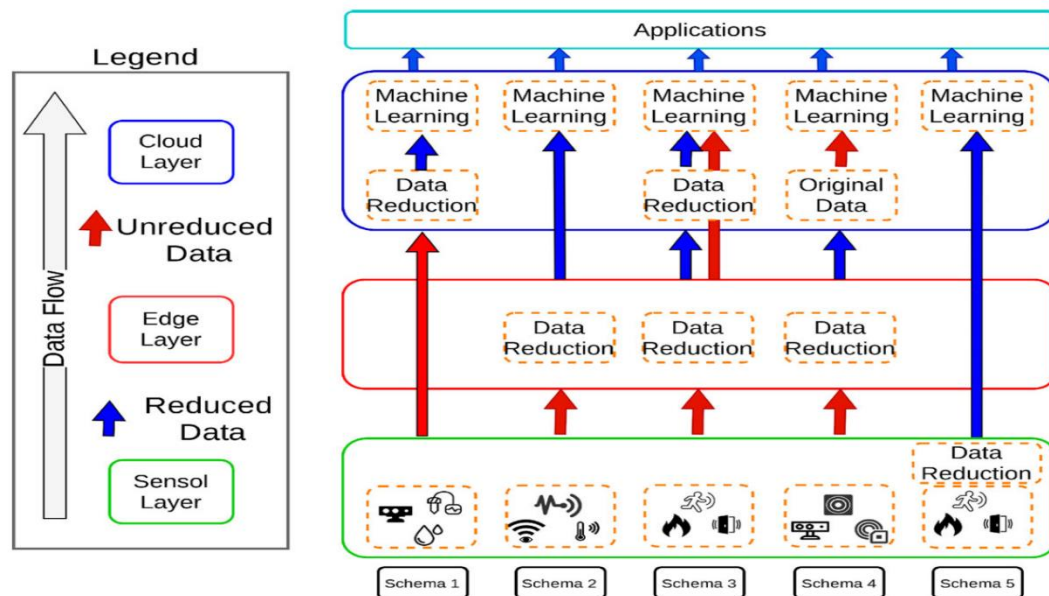 Legend
Cloud
Layer
Unreduced
Data
Data Flow
Edge
Layer
Reduced
Data
Sensol
Layer
Applications
Machine
Learning
Machine
Learning
Machine
Learning
Machine
Learning
Machine
Learning
Data
Reduction
Data
Reduction
Original
Data
Data
Reduction
Data
Reduction
Data
Reduction
Data
Reduction
Schema 1
Schema 2
Schema 3
Schema 4
Schema 5